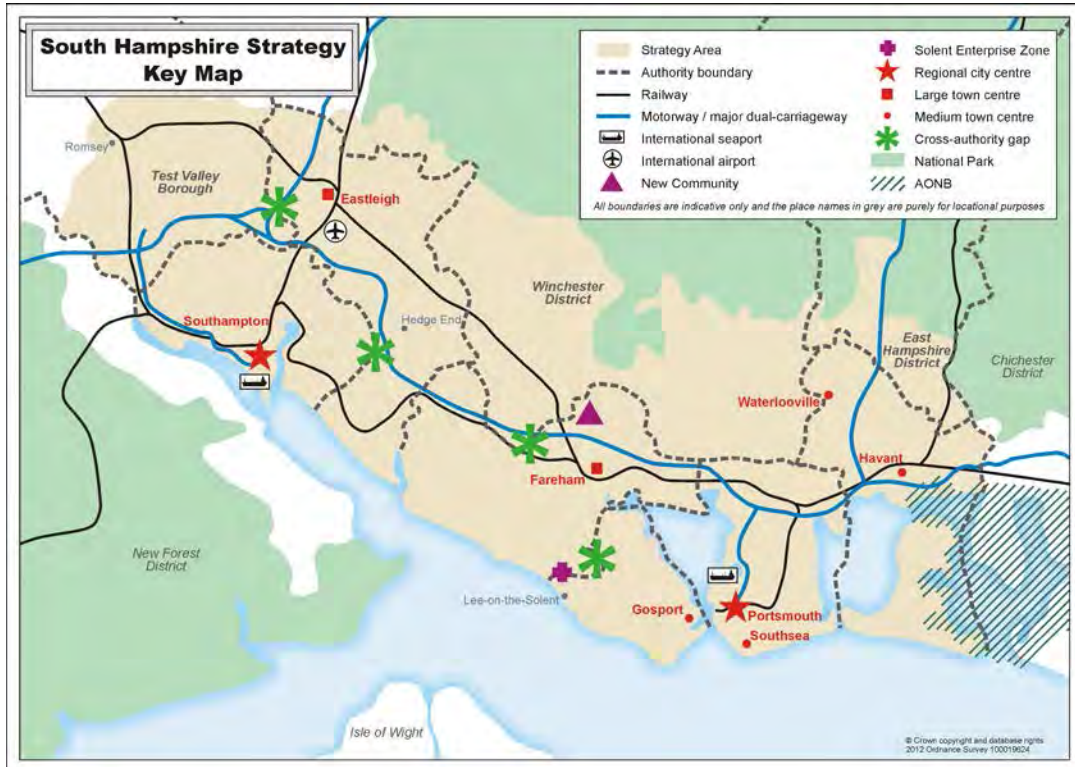 South Hampshire Strategy
Key Map
Strategy Area
Authority boundary
Railway
Motorway / major dual-carriageway
International seaport
International airport
New Community
Solent Enterprise Zone
Regional city centre
Large town centre
Medium town centre
Cross-authority gap
National Park
AONB
All boundaries are indicative only and the place names in grey are purely for locational purposes
Romsey
Test Valley
Borough
Eastleigh
Winchester
District
Southampton
Hedge End
East
Hampshire
District
Chichester
District
Waterlooville
Havant
Fareham
New Forest
District
Lee-on-the-Solent
Gosport
Portsmouth
Southsea
Isle of Wight
© Crown copyright and database rights
2012 Ordnance Survey 100019624